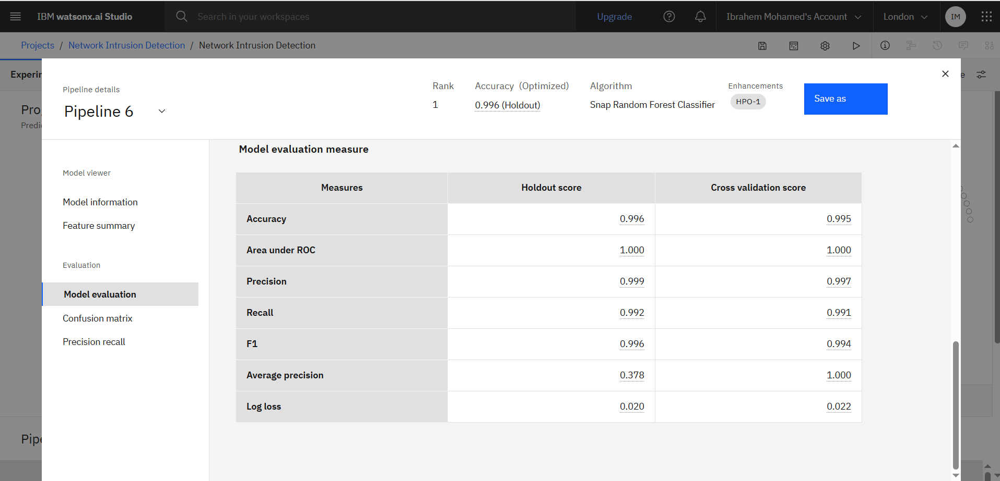 IBM watsonx.ai Studio
Search in your workspaces
Upgrade
Ibrahem Mohamed's Account
London
IM
Projects / Network Intrusion Detection / Network Intrusion Detection
Pipeline details
Pipeline 6
Rank
1
Accuracy (Optimized)
0.996 (Holdout)
Algorithm
Snap Random Forest Classifier
Enhancements
HPO-1
Save as
Model viewer
Model information
Feature summary
Evaluation
Model evaluation
Confusion matrix
Precision recall
Model evaluation measure
Measures Holdout score Cross validation score
Accuracy 0.996 0.995
Area under ROC 1.000 1.000
Precision 0.999 0.997
Recall 0.992 0.991
F1 0.996 0.994
Average precision 0.378 1.000
Log loss 0.020 0.022